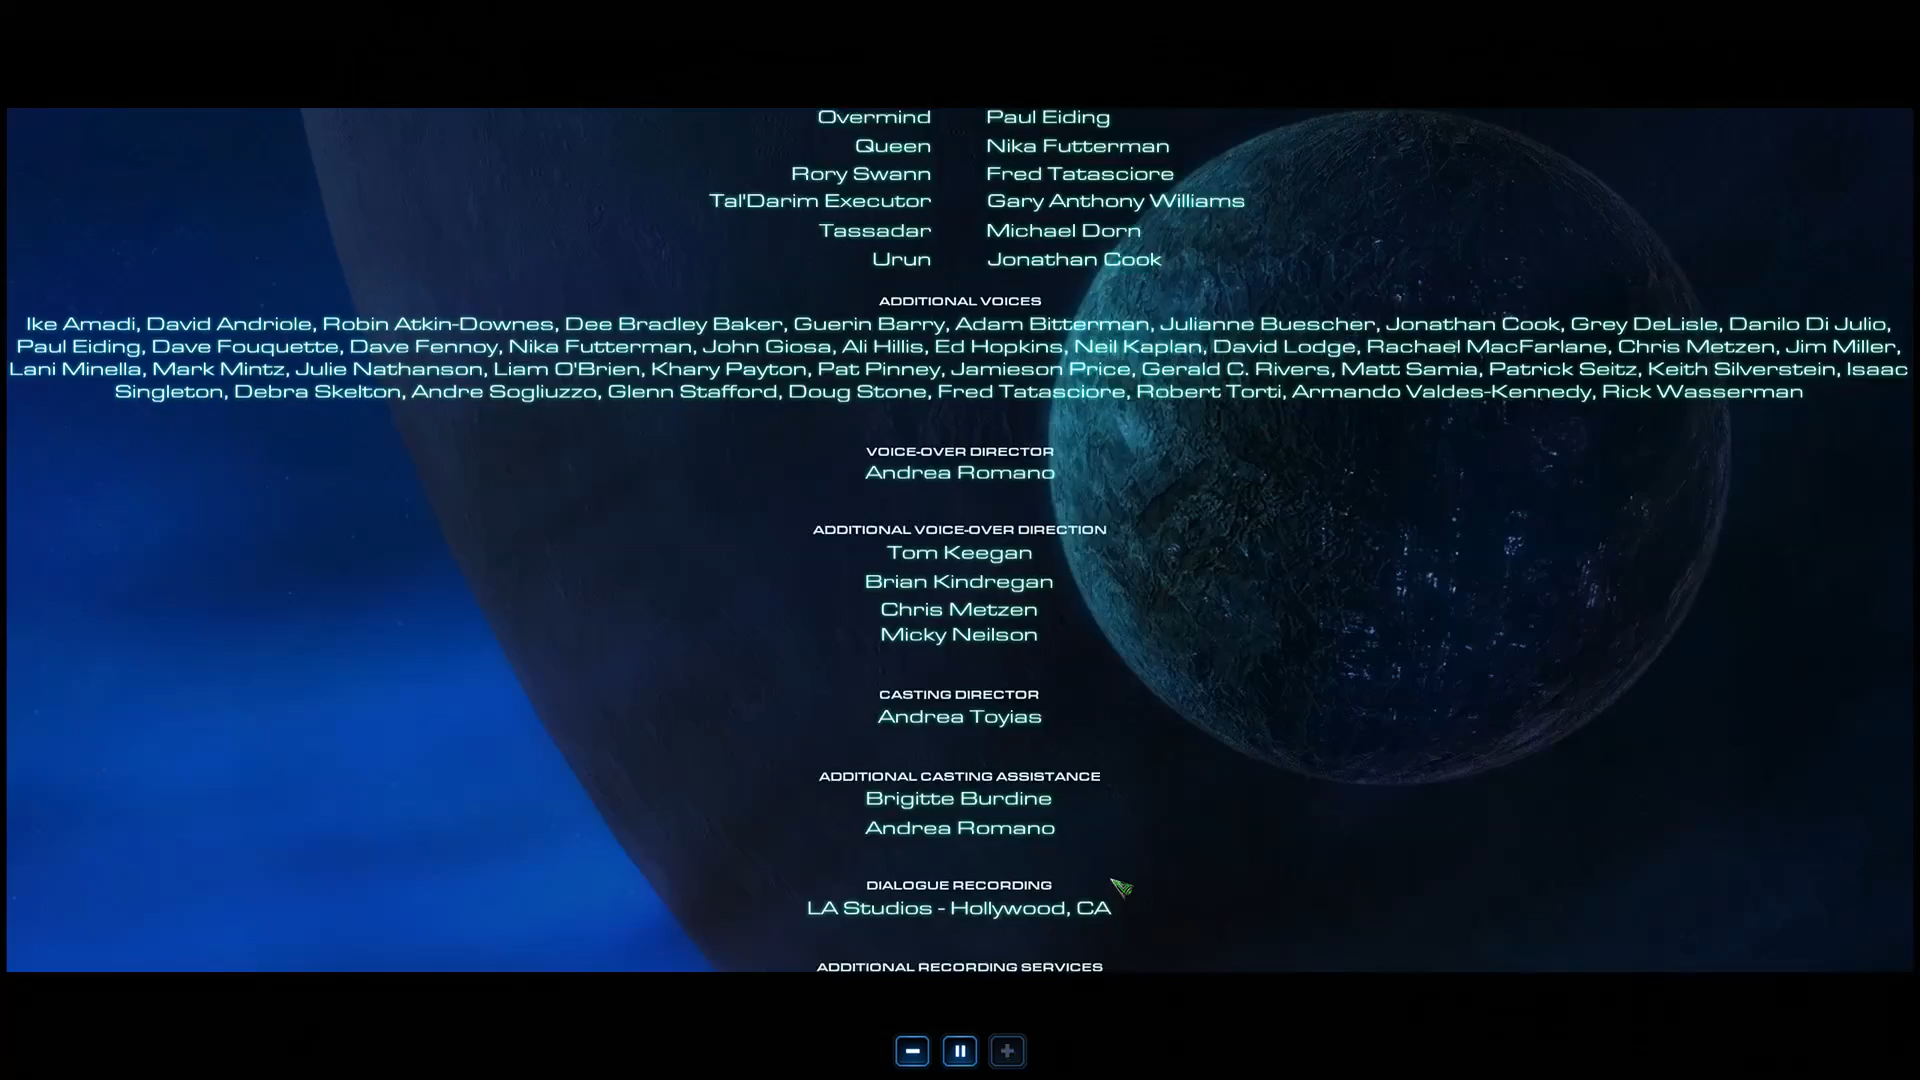 Overmind Paul Eiding
Queen Nika Futterman
Rory Swann Fred Tatasciore
Tal'Darim Executor Gary Anthony Williams
Tassadar Michael Dorn
Urun Jonathan Cook
ADDITIONAL VOICES
Ike Amadi, David Andriole, Robin Atkin-Downes, Dee Bradley Baker, Guerin Barry, Adam Bitterman, Julianne Buescher, Jonathan Cook, Grey DeLisle, Danilo Di Julio,
Paul Eiding, Dave Fouquette, Dave Fennoy, Nika Futterman, John Giosa, Ali Hillis, Ed Hopkins, Neil Kaplan, David Lodge, Rachael MacFarlane, Chris Metzen, Jim Miller,
Lani Minella, Mark Mintz, Julie Nathanson, Liam O'Brien, Khary Payton, Pat Pinney, Jamieson Price, Gerald C. Rivers, Matt Samia, Patrick Seitz, Keith Silverstein, Isaac
Singleton, Debra Skelton, Andre Sogliuzzo, Glenn Stafford, Doug Stone, Fred Tatasciore, Robert Torti, Armando Valdes-Kennedy, Rick Wasserman
VOICE-OVER DIRECTOR
Andrea Romano
ADDITIONAL VOICE-OVER DIRECTION
Tom Keegan
Brian Kindregan
Chris Metzen
Micky Neilson
CASTING DIRECTOR
Andrea Toyias
ADDITIONAL CASTING ASSISTANCE
Brigitte Burdine
Andrea Romano
DIALOGUE RECORDING
LA Studios - Hollywood, CA
ADDITIONAL RECORDING SERVICES